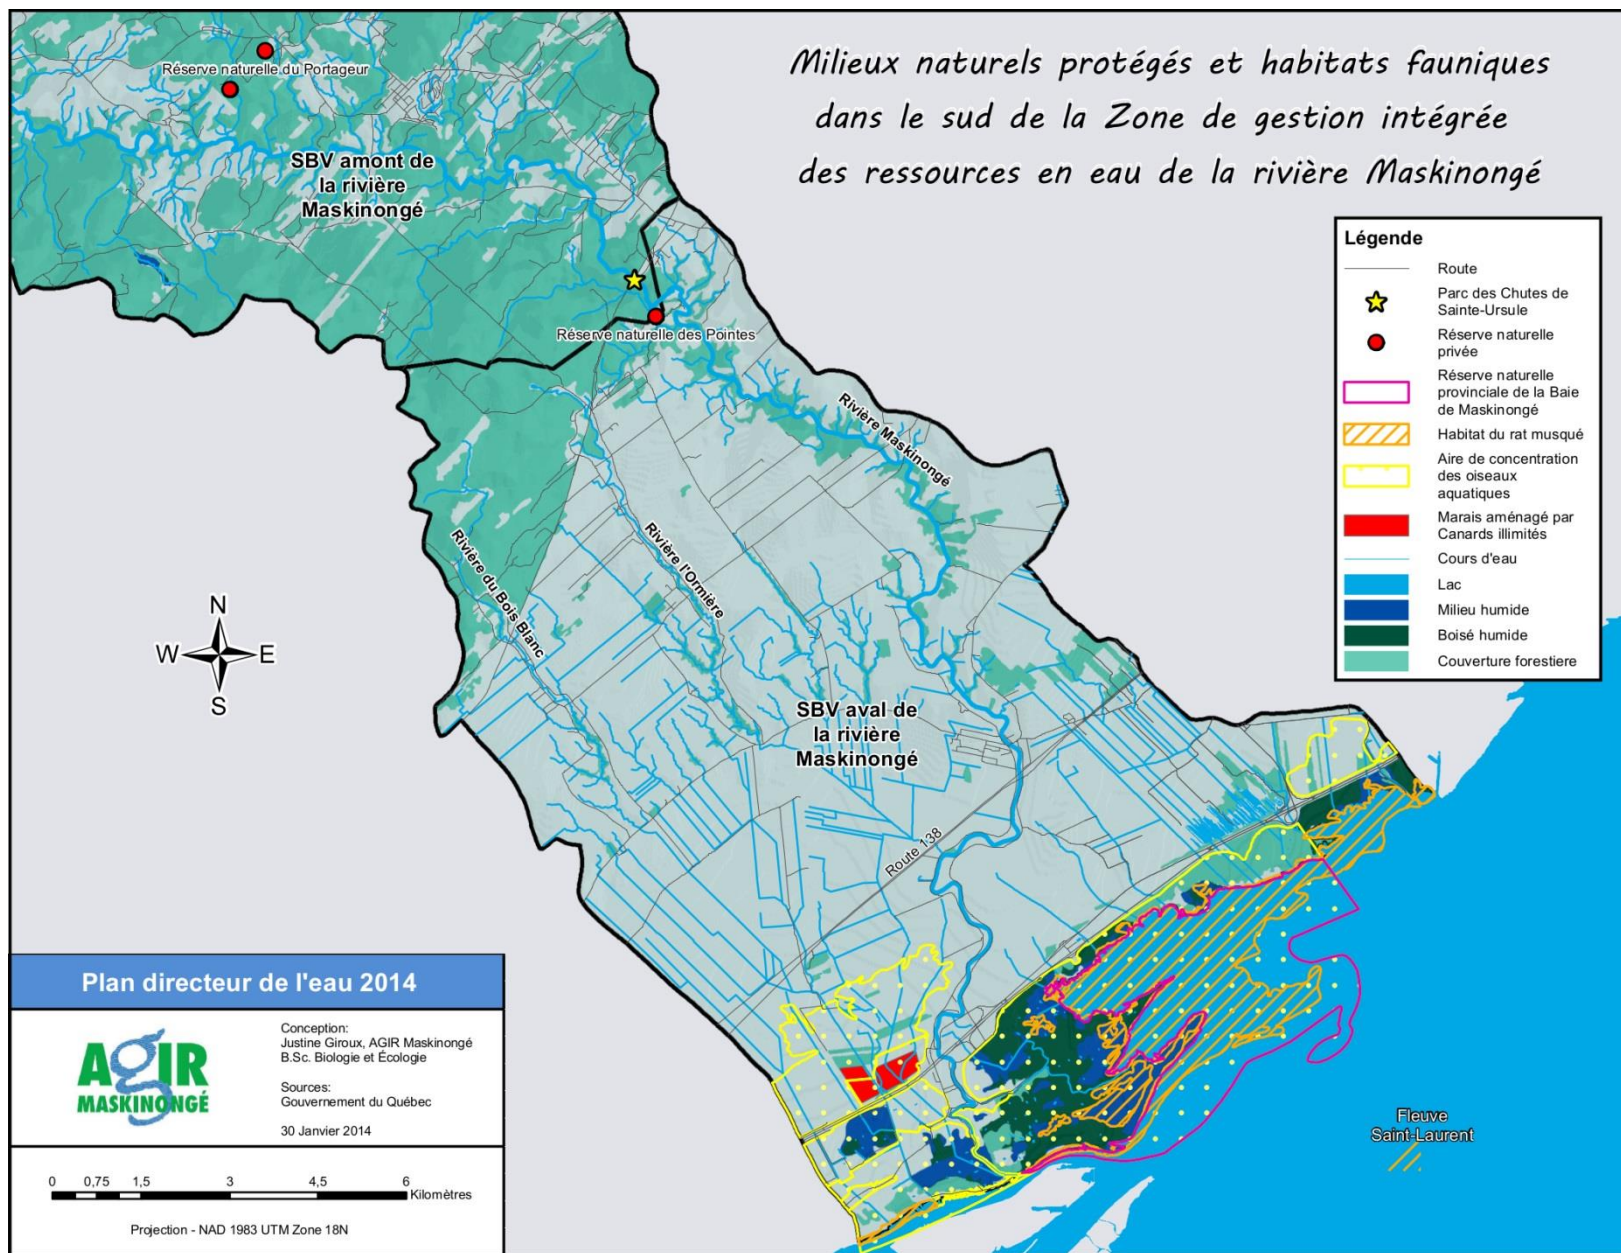 Milieux naturels protégés et habitats fauniques
dans le sud de la Zone de gestion intégrée
des ressources en eau de la rivière Maskinongé
Réserve naturelle du Portageur
SBV amont de
la rivière
Maskinongé
Réserve naturelle des Pointes
Rivière Maskinongé
Rivière l'Ormière
Rivière du Bois Blanc
SBV aval de
la rivière
Maskinongé
Route 138
Fleuve
Saint-Laurent
N
W
E
S
Légende
Route
Parc des Chutes de
Sainte-Ursule
Réserve naturelle
privée
Réserve naturelle
provinciale de la Baie
de Maskinongé
Habitat du rat musqué
Aire de concentration
des oiseaux
aquatiques
Marais aménagé par
Canards illimités
Cours d'eau
Lac
Milieu humide
Boisé humide
Couverture forestiere
Plan directeur de l'eau 2014
AGIR
MASKINONGÉ
Conception:
Justine Giroux, AGIR Maskinongé
B.Sc. Biologie et Écologie
Sources:
Gouvernement du Québec
30 Janvier 2014
0 0,75 1,5 3 4,5 6
Kilomètres
Projection - NAD 1983 UTM Zone 18N